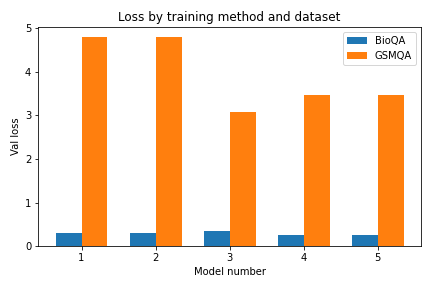 Loss by training method and dataset
BioQA
GSMQA
Val loss
5
4
3
2
1
0
1 2 3 4 5
Model number